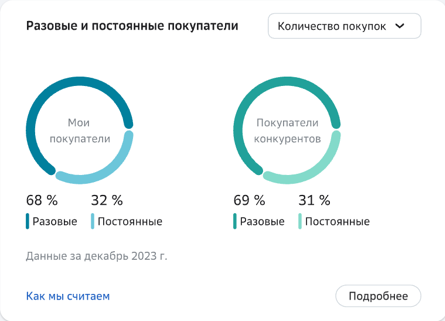 Разовые и постоянные покупатели
Количество покупок
Мои
покупатели
Покупатели
конкурентов
68 % 32 %
Разовые Постоянные
69 % 31 %
Разовые Постоянные
Данные за декабрь 2023 г.
Как мы считаем
Подробнее